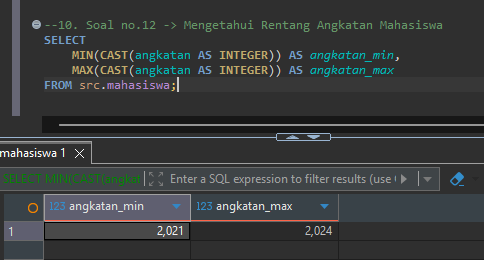 --10. Soal no.12 -> Mengetahui Rentang Angkatan Mahasiswa
SELECT
MIN(CAST(angkatan AS INTEGER)) AS angkatan_min,
MAX(CAST(angkatan AS INTEGER)) AS angkatan_max
FROM src.mahasiswa;
mahasiswa 1
SELECT MIN(CAST(angkat Enter a SQL expression to filter results (use
123 angkatan_min 123 angkatan_max
1 2,021 2,024